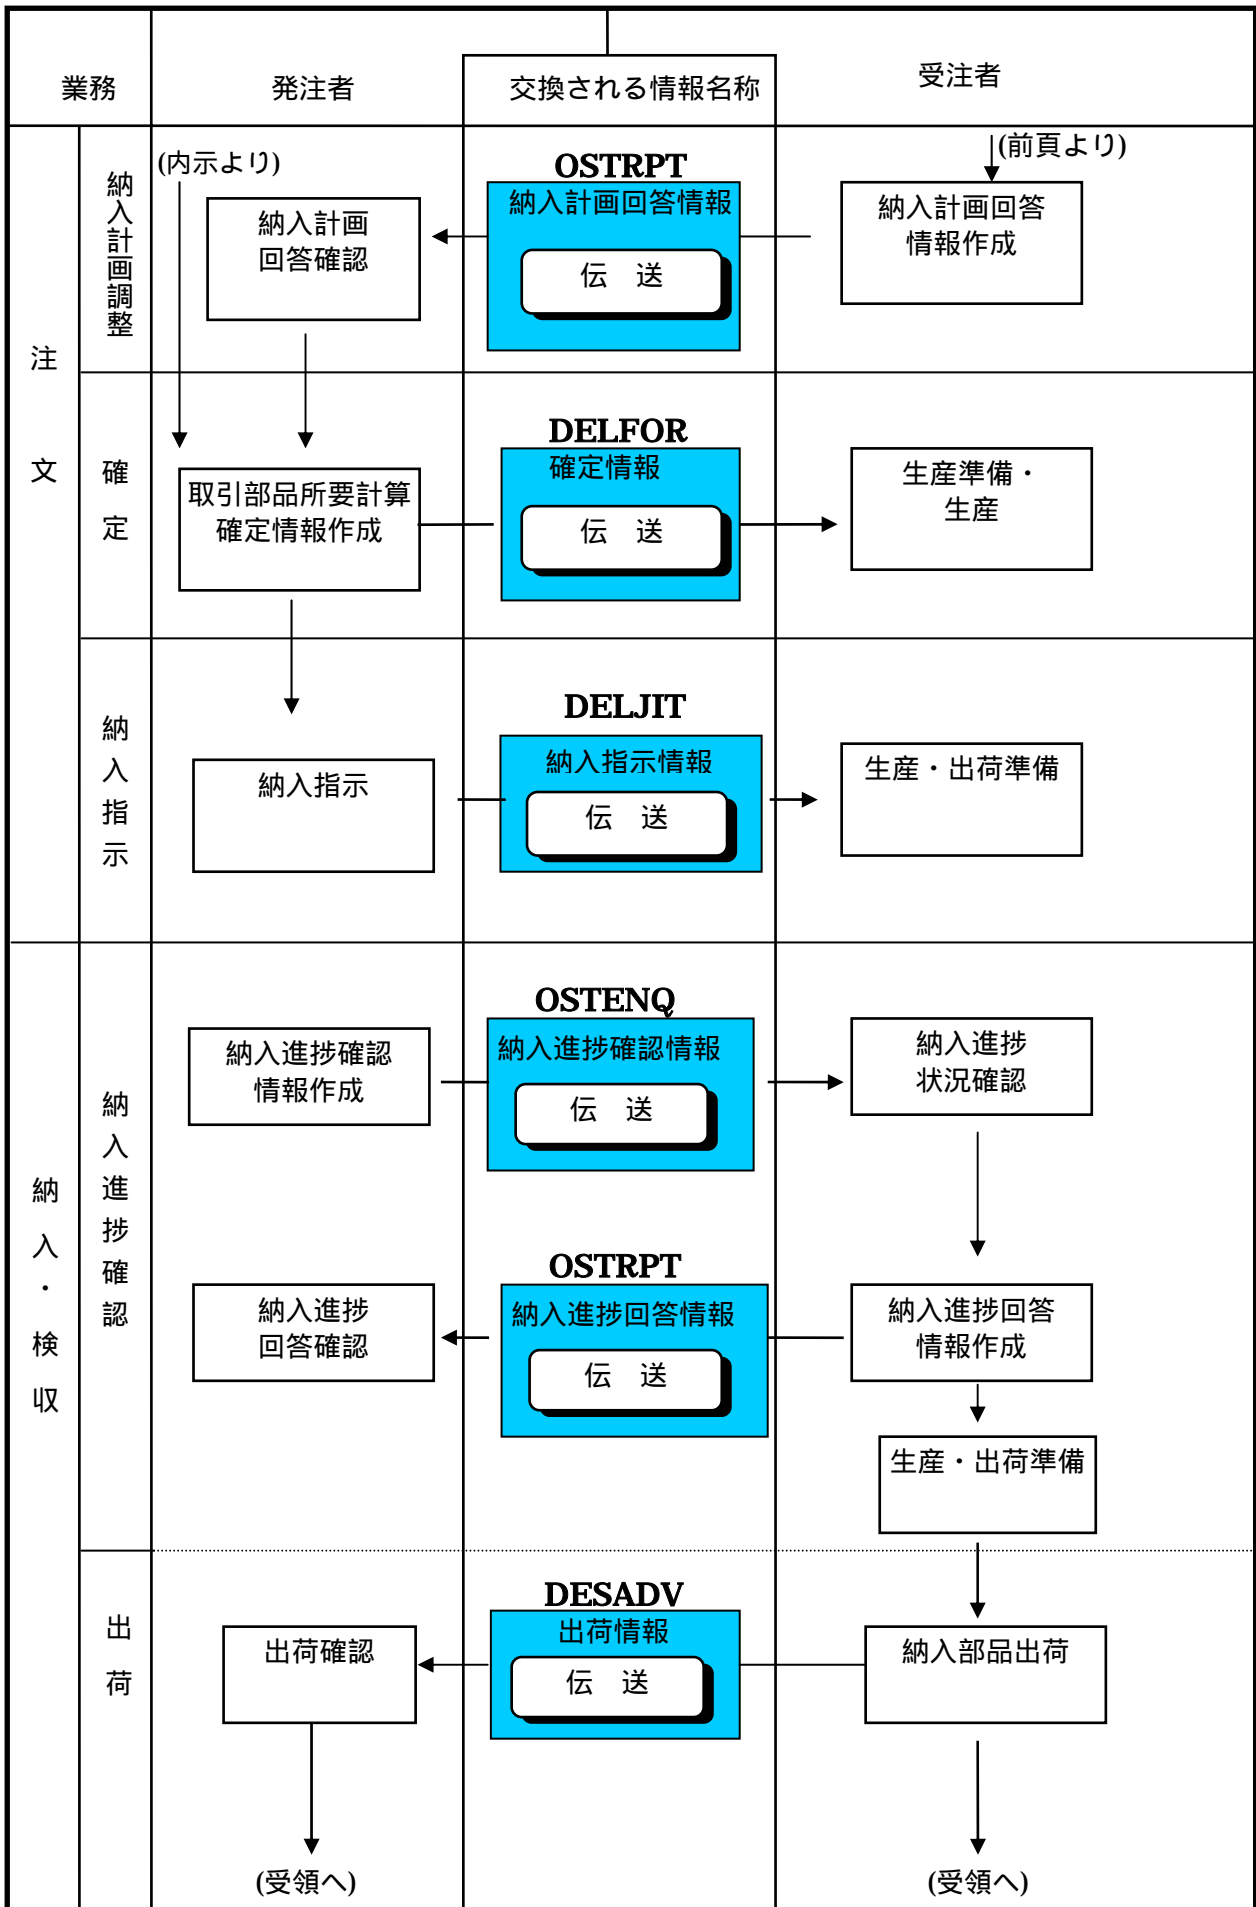 業務
発注者
交換される情報名称
受注者
注
文
納入計画調整
(内示より)
納入計画
回答確認
OSTRPT
納入計画回答情報
伝 送
(前頁より)
納入計画回答
情報作成
確
定
取引部品所要計算
確定情報作成
DELFOR
確定情報
伝 送
生産準備・
生産
納入指示
納入指示
DELJIT
納入指示情報
伝 送
生産・出荷準備
納入・検収
納入進捗確認
納入進捗確認
情報作成
OSTENQ
納入進捗確認情報
伝 送
納入進捗
状況確認
納入進捗
回答確認
OSTRPT
納入進捗回答情報
伝 送
納入進捗回答
情報作成
生産・出荷準備
出
荷
出荷確認
DESADV
出荷情報
伝 送
納入部品出荷
(受領へ)
(受領へ)